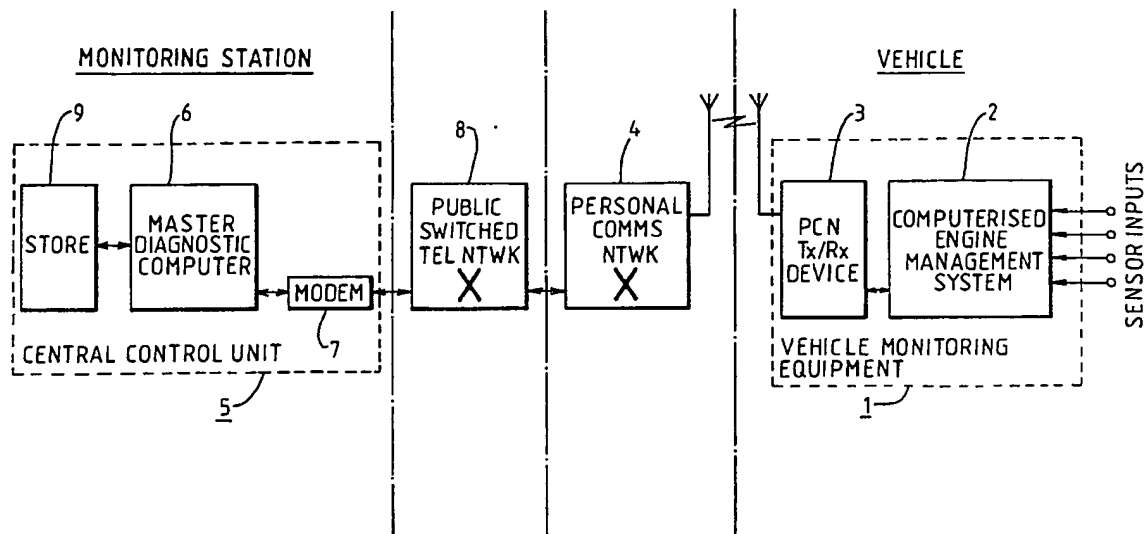 MONITORING STATION
VEHICLE
9
6
8
4
3
2
STORE
MASTER
DIAGNOSTIC
COMPUTER
MODEM
7
CENTRAL CONTROL UNIT
5
PUBLIC
SWITCHED
TEL NTWK
X
PERSONAL
COMMS
NTWK
X
PCN
Tx/Rx
DEVICE
COMPUTERISED
ENGINE
MANAGEMENT
SYSTEM
VEHICLE MONITORING
EQUIPMENT
1
SENSOR INPUTS